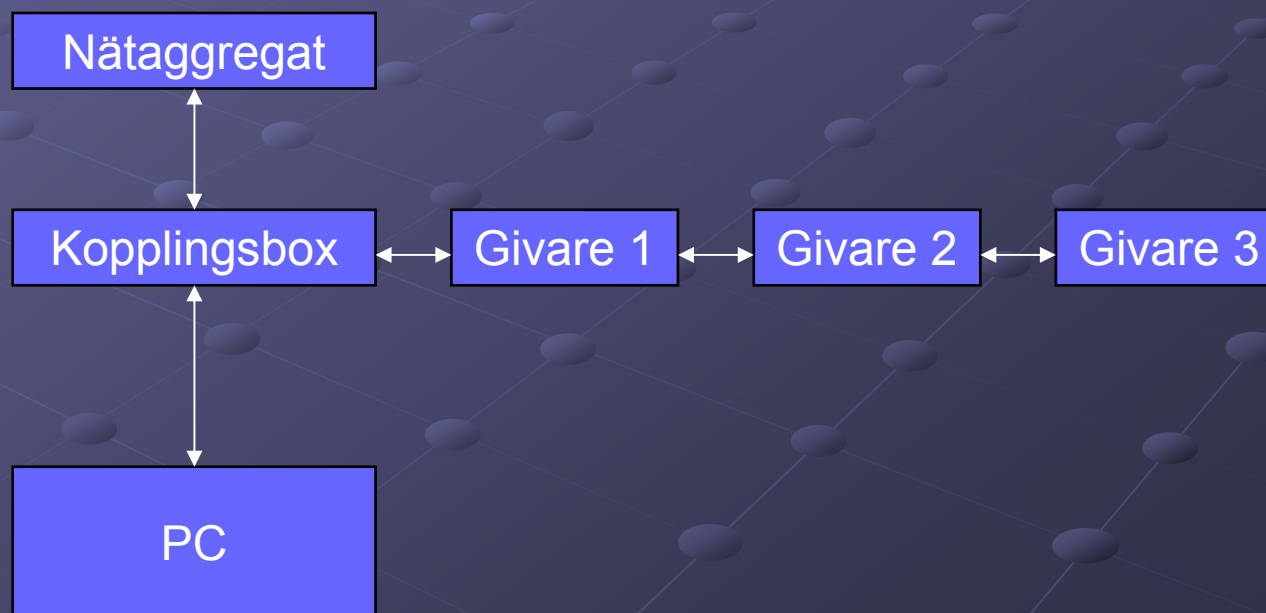 Nätaggregat
Kopplingsbox
Givare 1
Givare 2
Givare 3
PC